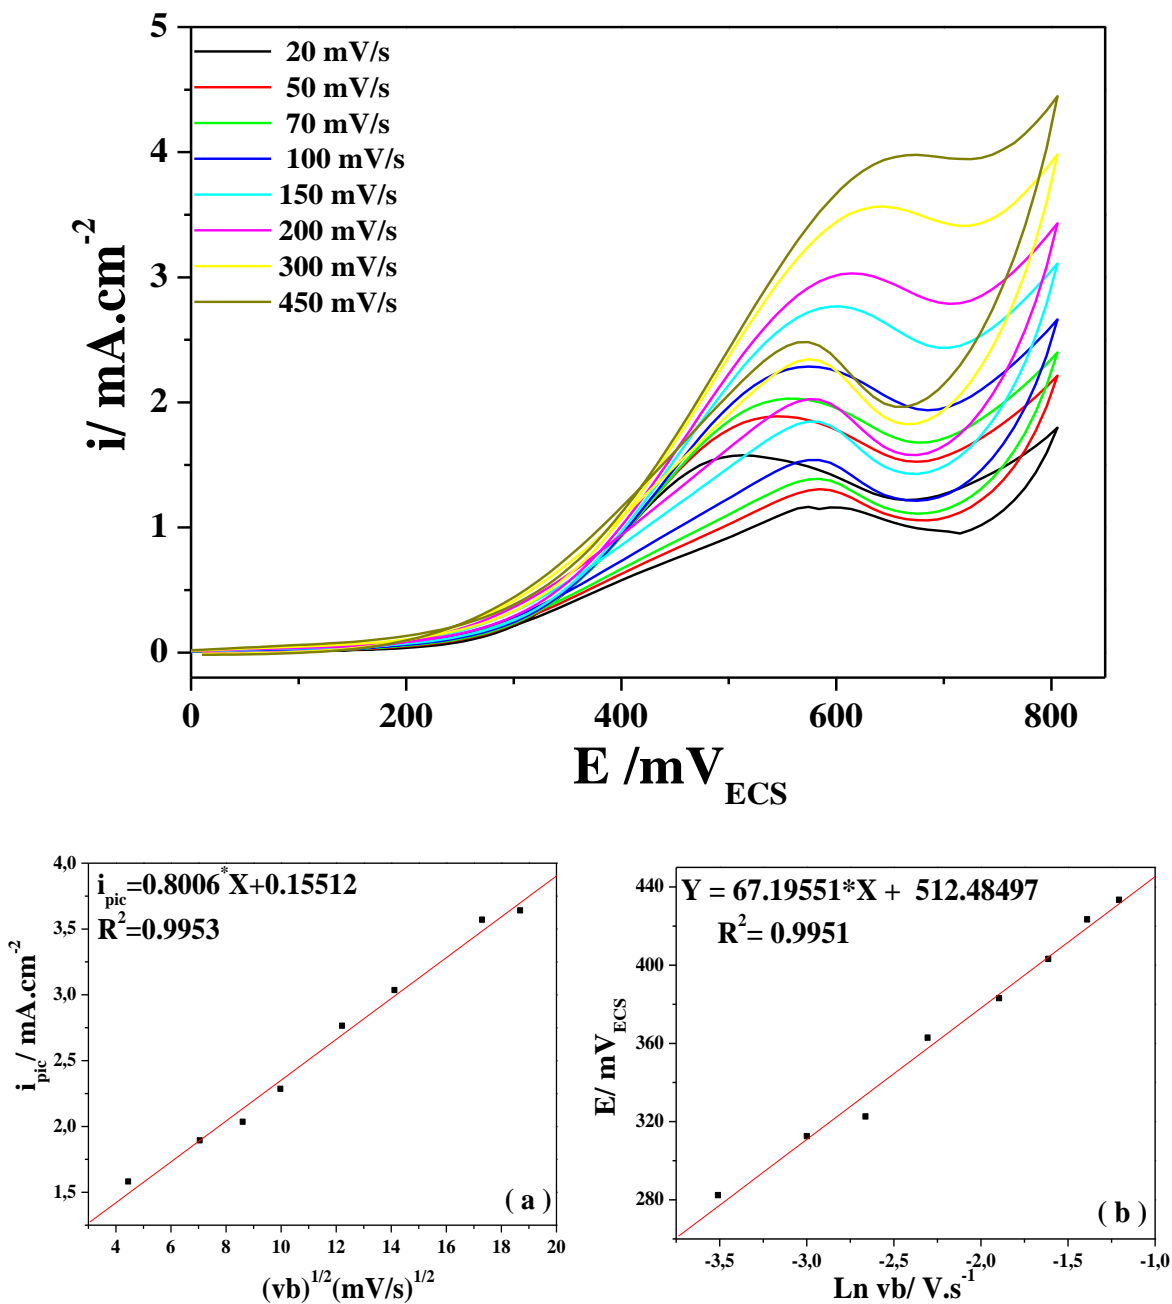 5
4
3
2
1
0
i/ mA.cm-2
20 mV/s
50 mV/s
70 mV/s
100 mV/s
150 mV/s
200 mV/s
300 mV/s
450 mV/s
0 200 400 600 800
E /mVECS
4,0
3,5
3,0
2,5
2,0
1,5
ipic/ mA.cm-2
ipic=0.8006*X+0.15512
R2=0.9953
( a )
4 6 8 10 12 14 16 18 20
(vb)1/2(mV/s)1/2
440
400
360
320
280
E/ mVECS
Y = 67.19551*X + 512.48497
R2= 0.9951
( b )
-3,5 -3,0 -2,5 -2,0 -1,5 -1,0
Ln vb/ V.s-1